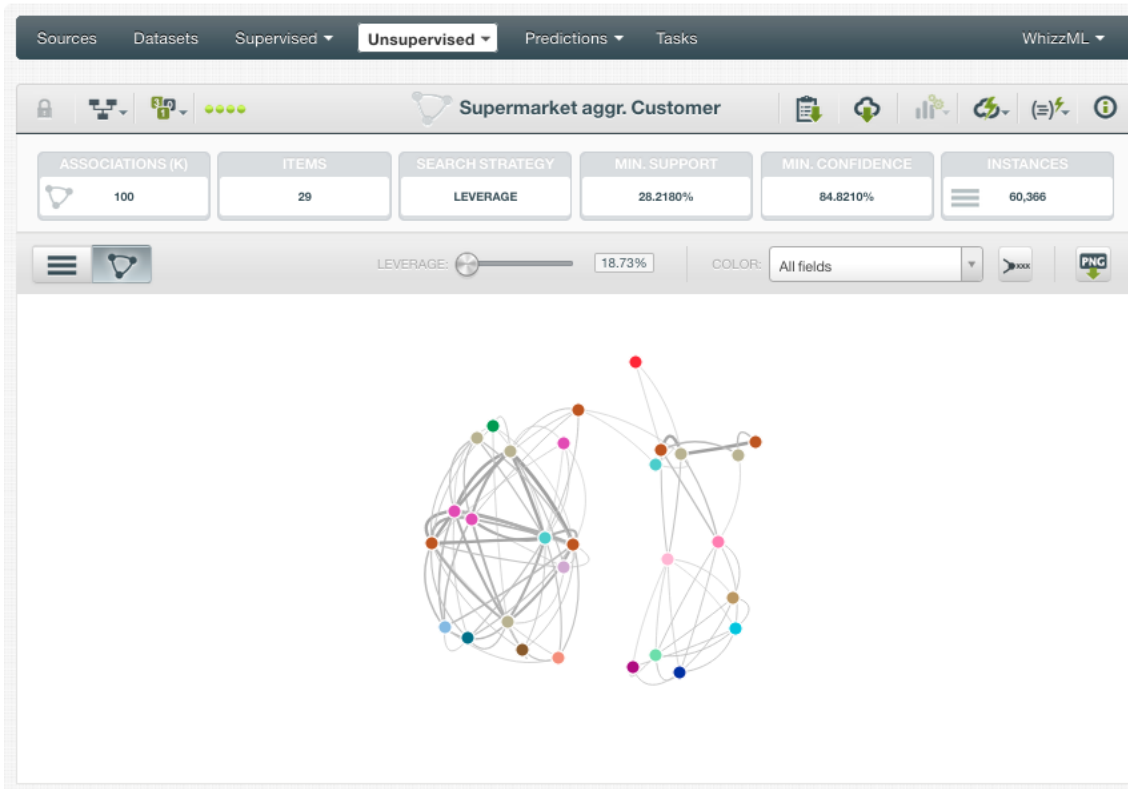 Sources Datasets Supervised Unsupervised Predictions Tasks WhizzML
Supermarket aggr. Customer
ASSOCIATIONS (K) ITEMS SEARCH STRATEGY MIN. SUPPORT MIN. CONFIDENCE INSTANCES
100 29 LEVERAGE 28.2180% 84.8210% 60,366
LEVERAGE: 18.73% COLOR: All fields xxx PNG